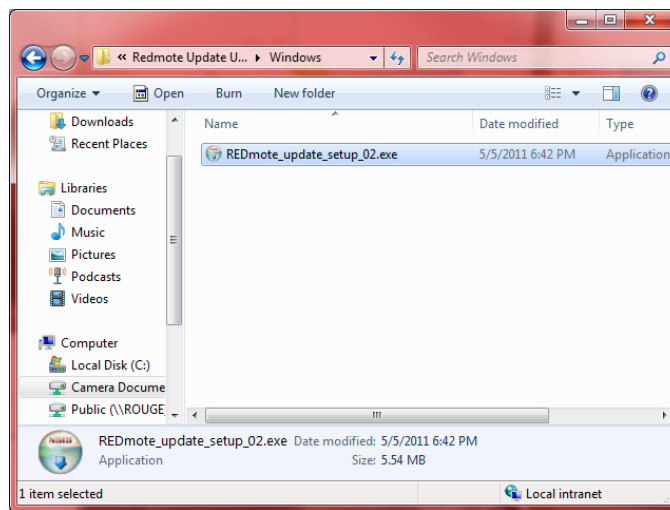 « Redmote Update U... ▸ Windows
Search Windows
Organize Open Burn New folder
Name Date modified Type
REDmote_update_setup_02.exe 5/5/2011 6:42 PM Application
Downloads
Recent Places
Libraries
Documents
Music
Pictures
Podcasts
Videos
Computer
Local Disk (C:)
Camera Docume
Public (\\ROUGE
REDmote_update_setup_02.exe Date modified: 5/5/2011 6:42 PM
Application Size: 5.54 MB
1 item selected Local intranet